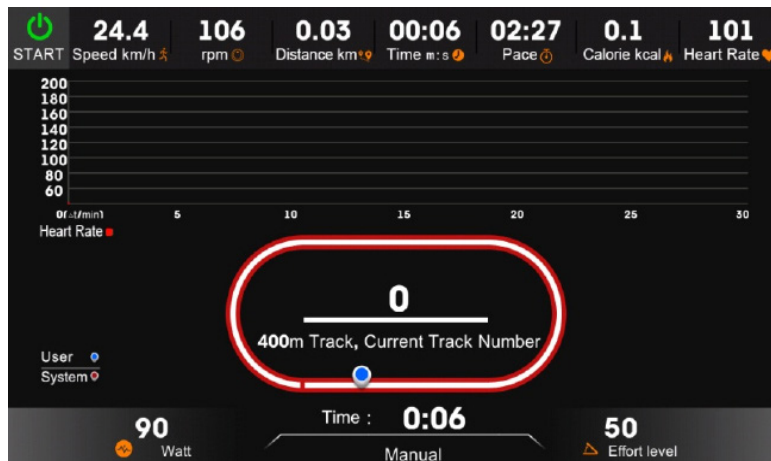 START
24.4 106 0.03 00:06 02:27 0.1 101
Speed km/h rpm Distance km Time m:s Pace Calorie kcal Heart Rate
200
180
160
140
120
100
80
60
0(Δt/min) 5 10 15 20 25 30
Heart Rate
0
400m Track, Current Track Number
User
System
90
Watt
Time : 0:06
Manual
50
Effort level